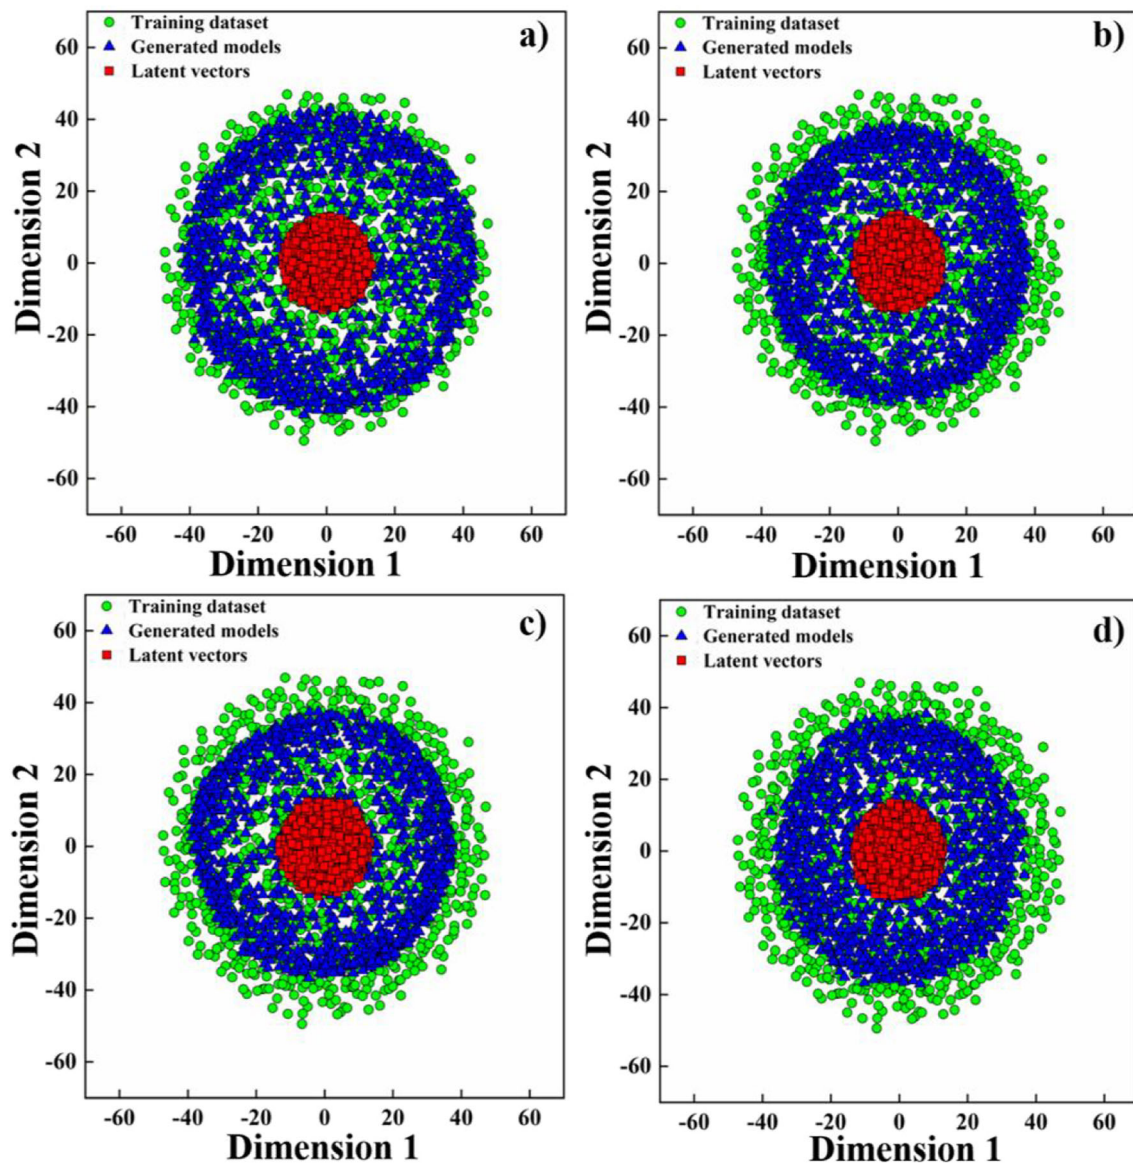 Training dataset
Generated models
Latent vectors
a)
60
40
20
0
-20
-40
-60
Dimension 2
-60 -40 -20 0 20 40 60
Dimension 1
Training dataset
Generated models
Latent vectors
b)
60
40
20
0
-20
-40
-60
Dimension 2
-60 -40 -20 0 20 40 60
Dimension 1
Training dataset
Generated models
Latent vectors
c)
60
40
20
0
-20
-40
-60
Dimension 2
-60 -40 -20 0 20 40 60
Dimension 1
Training dataset
Generated models
Latent vectors
d)
60
40
20
0
-20
-40
-60
Dimension 2
-60 -40 -20 0 20 40 60
Dimension 1